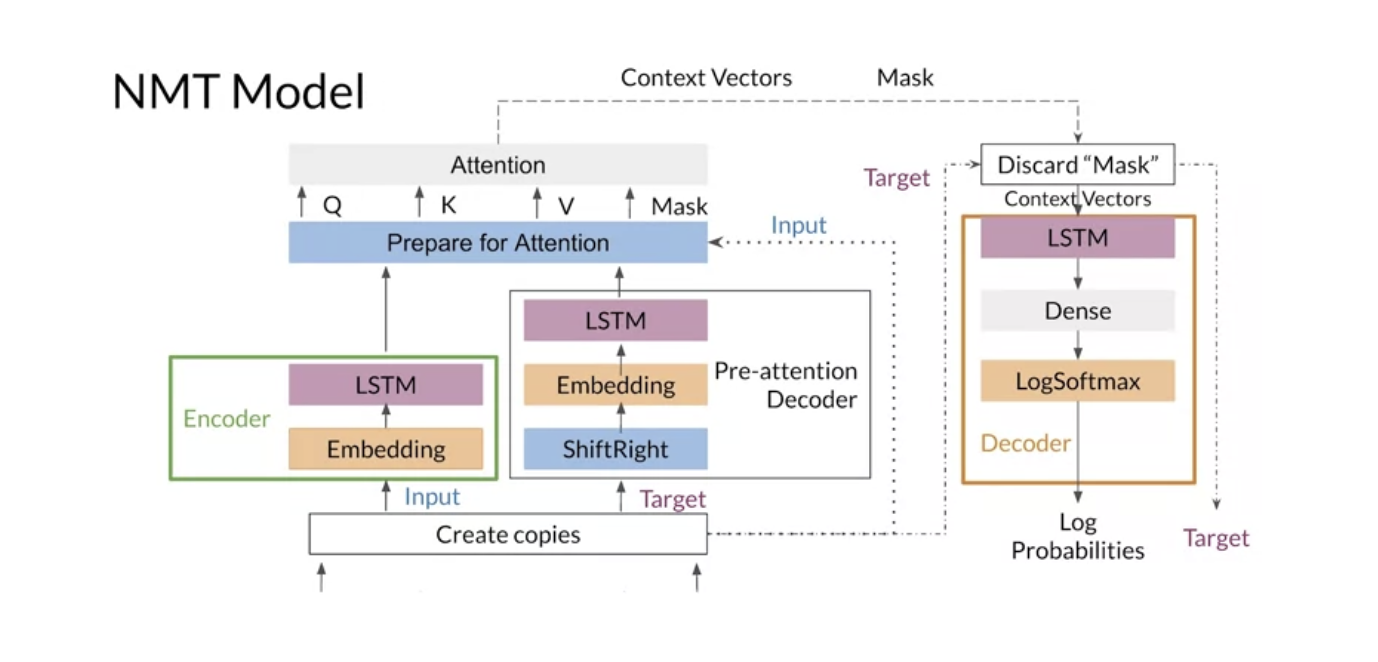 NMT Model
Context Vectors
Mask
Attention
Q
K
V
Mask
Prepare for Attention
Input
LSTM
Embedding
ShiftRight
Pre-attention
Decoder
Encoder
LSTM
Embedding
Input
Target
Create copies
Target
Discard “Mask”
Context Vectors
LSTM
Dense
LogSoftmax
Decoder
Log
Probabilities
Target